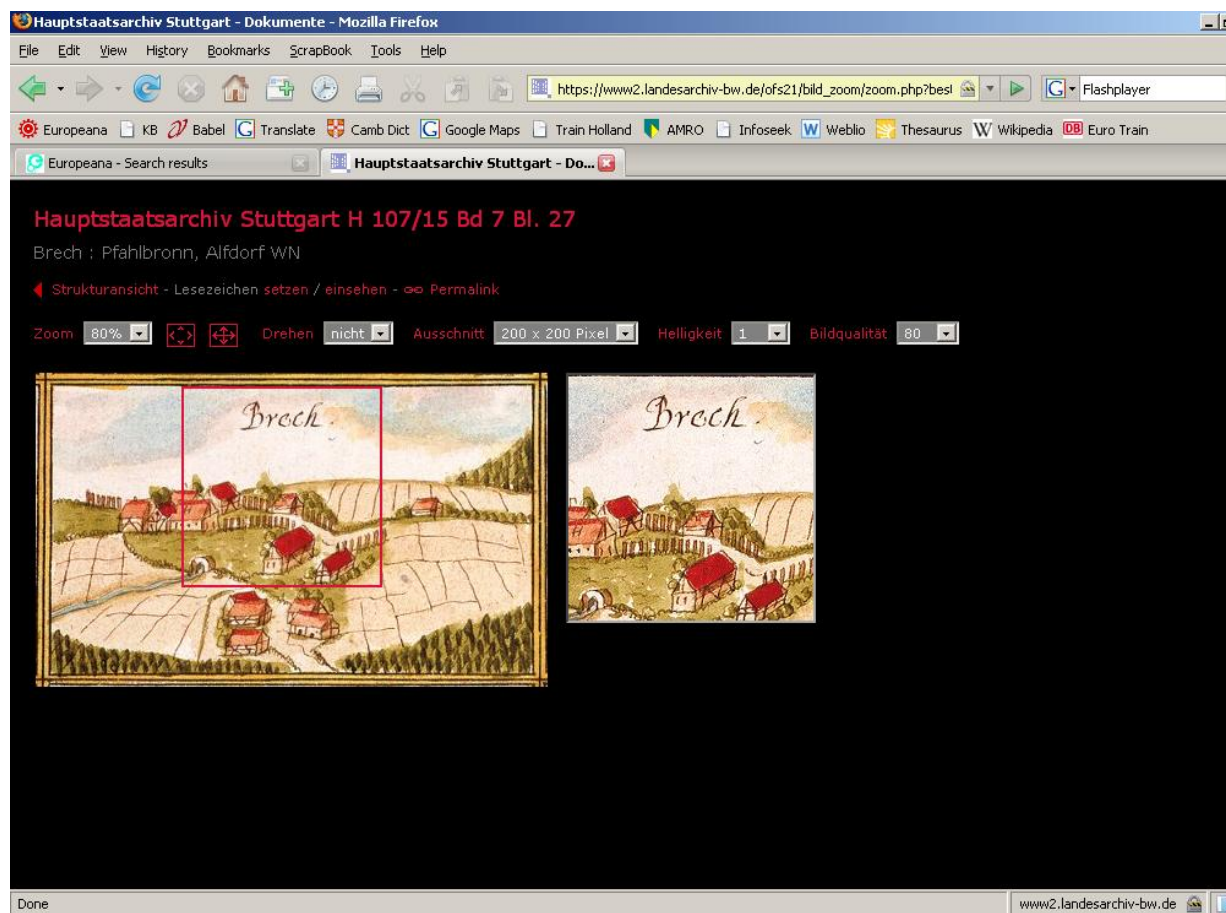 Hauptstaatsarchiv Stuttgart - Dokumente - Mozilla Firefox
File Edit View History Bookmarks ScrapBook Tools Help
https://www2.landesarchiv-bw.de/ofs21/bild_zoom/zoom.php?besl G Flashplayer
Europeana KB Babel G Translate Camb Dict G Google Maps Train Holland AMRO Infoseek W Weblio Thesaurus W Wikipedia DB Euro Train
Europeana - Search results Hauptstaatsarchiv Stuttgart - Do...
Hauptstaatsarchiv Stuttgart H 107/15 Bd 7 Bl. 27
Brech : Pfahlbronn, Alfdorf WN
Strukturansicht - Lesezeichen setzen / einsehen - Permalink
Zoom 80% Drehen nicht Ausschnitt 200 x 200 Pixel Helligkeit 1 Bildqualität 80
Brech.
Brech.
Done www2.landesarchiv-bw.de